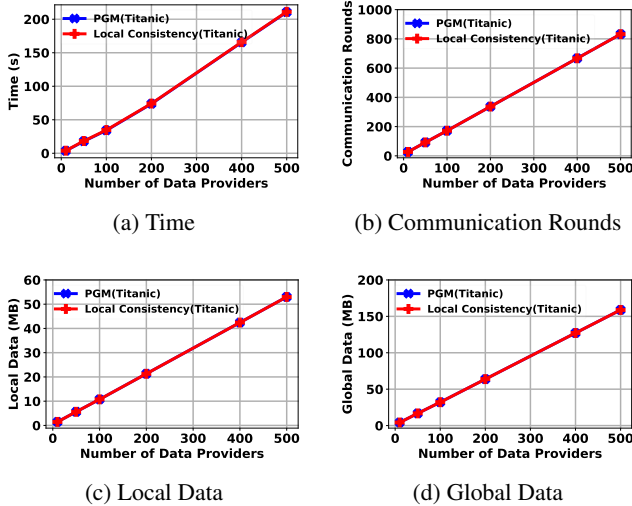 PGM(Titanic)
Local Consistency(Titanic)
Time (s)
200
150
100
50
0
0 100 200 300 400 500
Number of Data Providers
(a) Time
PGM(Titanic)
Local Consistency(Titanic)
Communication Rounds
1000
800
600
400
200
0
0 100 200 300 400 500
Number of Data Providers
(b) Communication Rounds
PGM(Titanic)
Local Consistency(Titanic)
Local Data (MB)
60
50
40
30
20
10
0
0 100 200 300 400 500
Number of Data Providers
(c) Local Data
PGM(Titanic)
Local Consistency(Titanic)
Global Data (MB)
200
150
100
50
0
0 100 200 300 400 500
Number of Data Providers
(d) Global Data